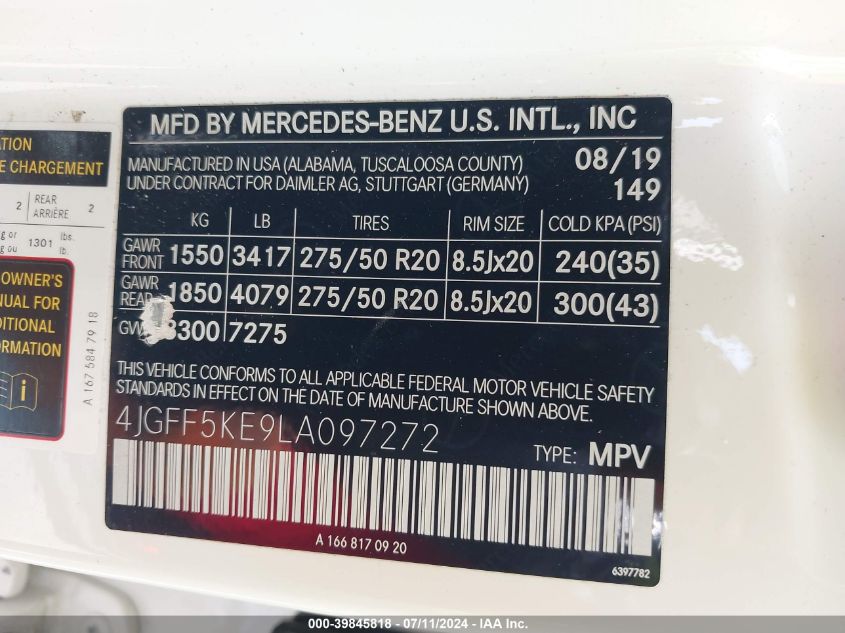 ATION
E CHARGEMENT
2 REAR ARRIÈRE 2
1301 lbs. lb.
OWNER'S
NUAL FOR
DITIONAL
ORMATION
A 167 584 79 18
MFD BY MERCEDES-BENZ U.S. INTL., INC
MANUFACTURED IN USA (ALABAMA, TUSCALOOSA COUNTY) 08/19
UNDER CONTRACT FOR DAIMLER AG, STUTTGART (GERMANY) 149
KG LB TIRES RIM SIZE COLD KPA (PSI)
GAWR FRONT 1550 3417 275/50 R20 8.5Jx20 240(35)
GAWR REAR 1850 4079 275/50 R20 8.5Jx20 300(43)
3300 7275
THIS VEHICLE CONFORMS TO ALL APPLICABLE FEDERAL MOTOR VEHICLE SAFETY
STANDARDS IN EFFECT ON THE DATE OF MANUFACTURE SHOWN ABOVE.
4JGFF5KE9LA097272
TYPE: MPV
A 166 817 09 20
6397782
000-39845818 - 07/11/2024 - IAA Inc.